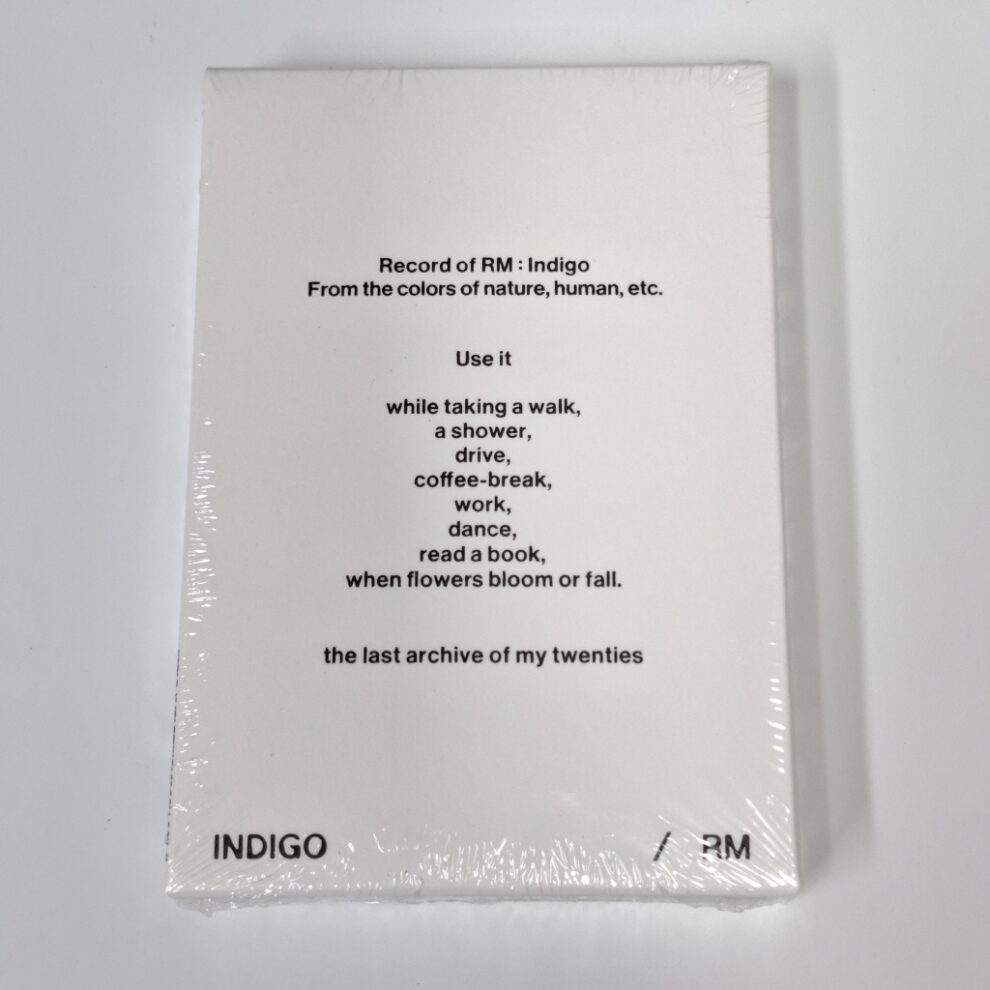 Record of RM : Indigo
From the colors of nature, human, etc.
Use it
while taking a walk,
a shower,
drive,
coffee-break,
work,
dance,
read a book,
when flowers bloom or fall.
the last archive of my twenties
INDIGO / RM